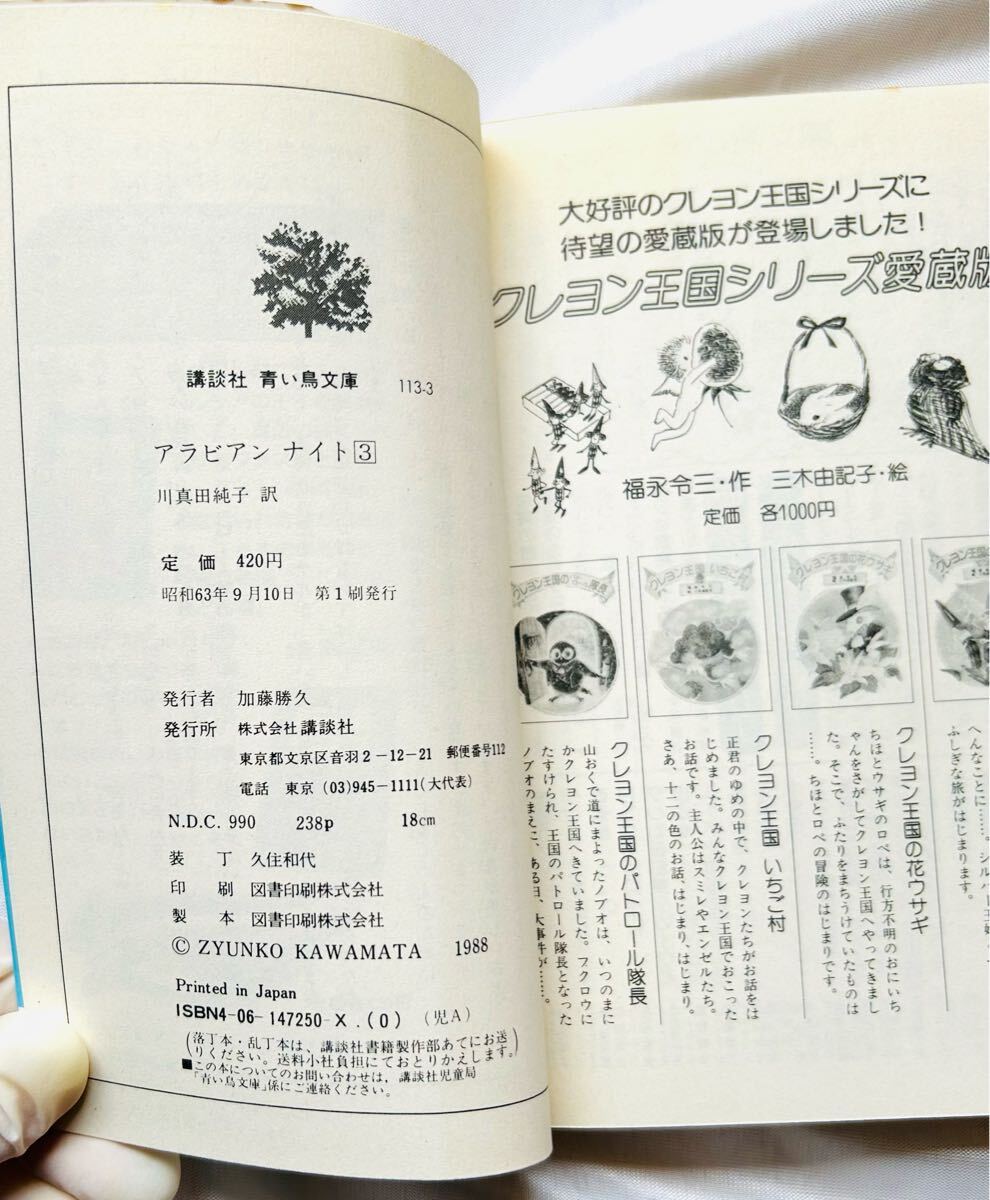 講談社 青い鳥文庫 113-3
アラビアン ナイト3
川真田純子 訳
定 価 420円
昭和63年9月10日 第1刷発行
発行者 加藤勝久
発行所 株式会社 講談社
東京都文京区音羽2-12-21 郵便番号112
電話 東京 (03)945-1111(大代表)
N.D.C. 990 238p 18cm
装 丁 久住和代
印 刷 図書印刷株式会社
製 本 図書印刷株式会社
© ZYUNKO KAWAMATA 1988
Printed in Japan
ISBN4-06-147250-X .(0) (児A)
(落丁本・乱丁本は、講談社書籍製作部あてにお送
りください。送料小社負担にておとりかえします。)
■この本についてのお問い合わせは、講談社児童局
「青い鳥文庫」係にご連絡ください。
大好評のクレヨン王国シリーズに
待望の愛蔵版が登場しました!
クレヨン王国シリーズ愛蔵版
福永令三・作 三木由記子・絵
定価 各1000円
クレヨン王国 いちご村
クレヨン王国の花ウサギ
へんなことに……。シル
ふしぎな旅がはじまります。
クレヨン王国の花ウサギ
ちほとウサギのロペは、行方不明のおにいち
ゃんをさがしてクレヨン王国へやってきまし
た。そこで、ふたりをまちうけていたものは
……。ちほとロペの冒険のはじまりです。
クレヨン王国 いちご村
正君のゆめの中で、クレヨンたちがお話をは
じめました。みんなクレヨン王国でおこった
お話です。主人公はスミレやエンゼルたち。
さあ、十二の色のお話、はじまり、はじまり。
クレヨン王国のパトロール隊長
山おくで道にまよったノブオは、いつのまに
かクレヨン王国へきていました。フクロウに
たすけられ、王国のパトロール隊長となった
ノブオのまえに、ある日、大事件が……。